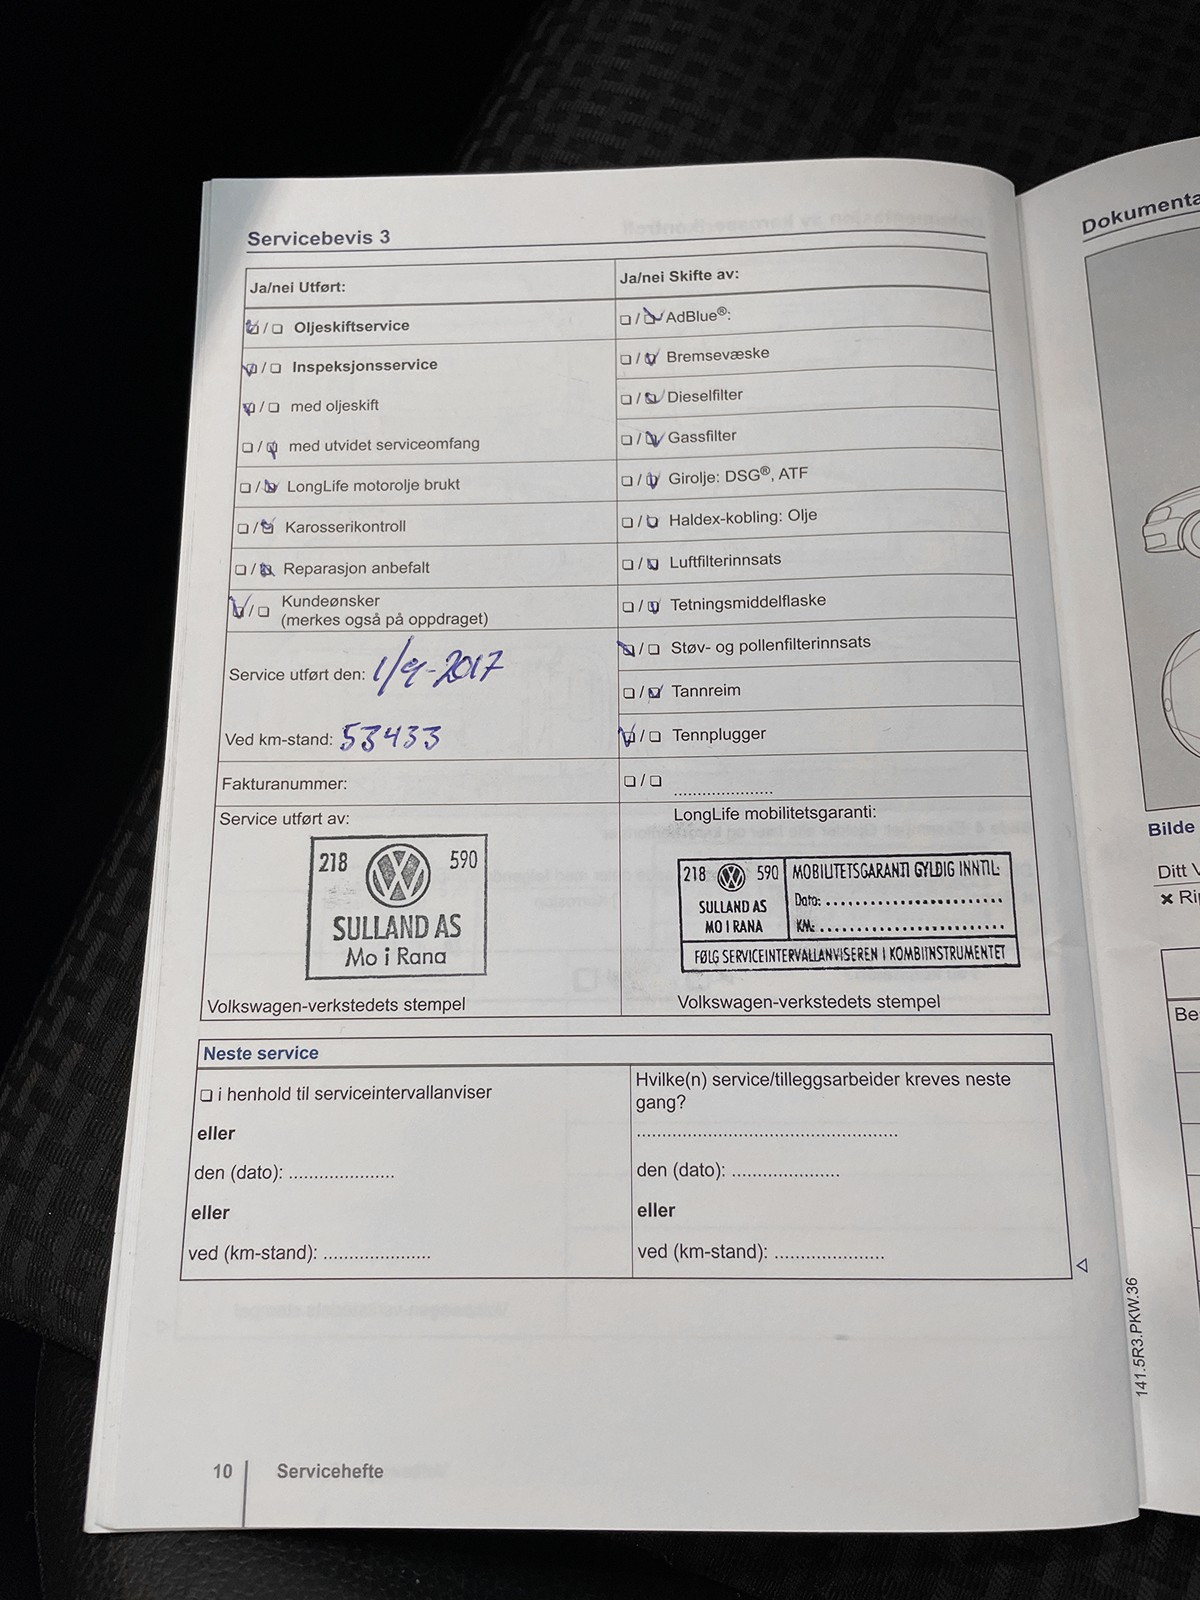 Servicebevis 3
Ja/nei Utført:
☑ / ☐ Oljeskiftservice
☑ / ☐ Inspeksjonsservice
☑ / ☐ med oljeskift
☐ / ☑ med utvidet serviceomfang
☐ / ☑ LongLife motorolje brukt
☐ / ☑ Karosserikontroll
☐ / ☑ Reparasjon anbefalt
☑ / ☐ Kundeønsker
(merkes også på oppdraget)
Service utført den: 1/9-2017
Ved km-stand: 53433
Fakturanummer:
Ja/nei Skifte av:
☐ / ☑ AdBlue®:
☐ / ☑ Bremsevæske
☐ / ☑ Dieselfilter
☐ / ☑ Gassfilter
☐ / ☑ Girolje: DSG®, ATF
☐ / ☑ Haldex-kobling: Olje
☐ / ☑ Luftfilterinnsats
☐ / ☑ Tetningsmiddelflaske
☑ / ☐ Støv- og pollenfilterinnsats
☐ / ☑ Tannreim
☑ / ☐ Tennplugger
☐ / ☐ ......................
Service utført av:
218 590
SULLAND AS
Mo i Rana
Volkswagen-verkstedets stempel
LongLife mobilitetsgaranti:
218 590
SULLAND AS
MO I RANA
MOBILITETSGARANTI GYLDIG INNTIL:
Dato: ..............................
KM: ..............................
FØLG SERVICEINTERVALLANVISEREN I KOMBIINSTRUMENTET
Volkswagen-verkstedets stempel
Neste service
☐ i henhold til serviceintervallanviser
eller
den (dato): .....................
eller
ved (km-stand): .....................
Hvilke(n) service/tilleggsarbeider kreves neste
gang?
....................................................
den (dato): .....................
eller
ved (km-stand): .....................
141.5R3.PKW.36
10 Servicehefte
Bilde
Ditt